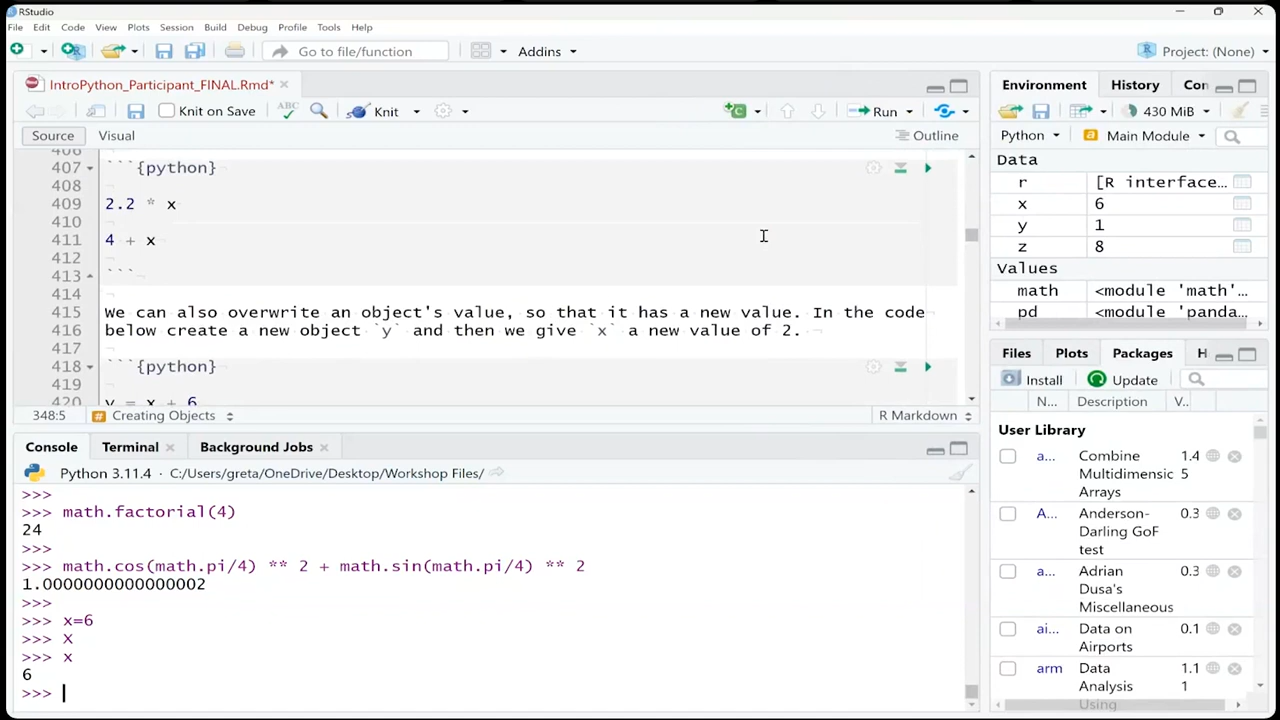 RStudio
File Edit Code View Plots Session Build Debug Profile Tools Help
Go to file/function Addins Project: (None)
IntroPython_Participant_FINAL.Rmd*
Knit on Save ABC Knit Run
Source Visual Outline
406
407 ```{python}
408
409 2.2 * x
410
411 4 + x
412
413 ```
414
415 We can also overwrite an object's value, so that it has a new value. In the code
416 below create a new object `y` and then we give `x` a new value of 2.
417
418 ```{python}
419
420 y = x + 6
348:5 # Creating Objects R Markdown
Console Terminal Background Jobs
Python 3.11.4 · C:/Users/greta/OneDrive/Desktop/Workshop Files/
>>>
>>> math.factorial(4)
24
>>>
>>> math.cos(math.pi/4) ** 2 + math.sin(math.pi/4) ** 2
1.0000000000000002
>>>
>>> x=6
>>> x
>>> x
6
>>>
Environment History Con
430 MiB
Python Main Module
Data
r [R interface…
x 6
y 1
z 8
Values
math <module 'math'…
pd <module 'panda…
Files Plots Packages H
Install Update
N… Description V..
User Library
a… Combine Multidimensic Arrays 1.4 5
A… Anderson-Darling GoF test 0.3
a… Adrian Dusa's Miscellaneous 0.3
ai… Data on Airports 0.1
arm Data Analysis Using 1.1 1